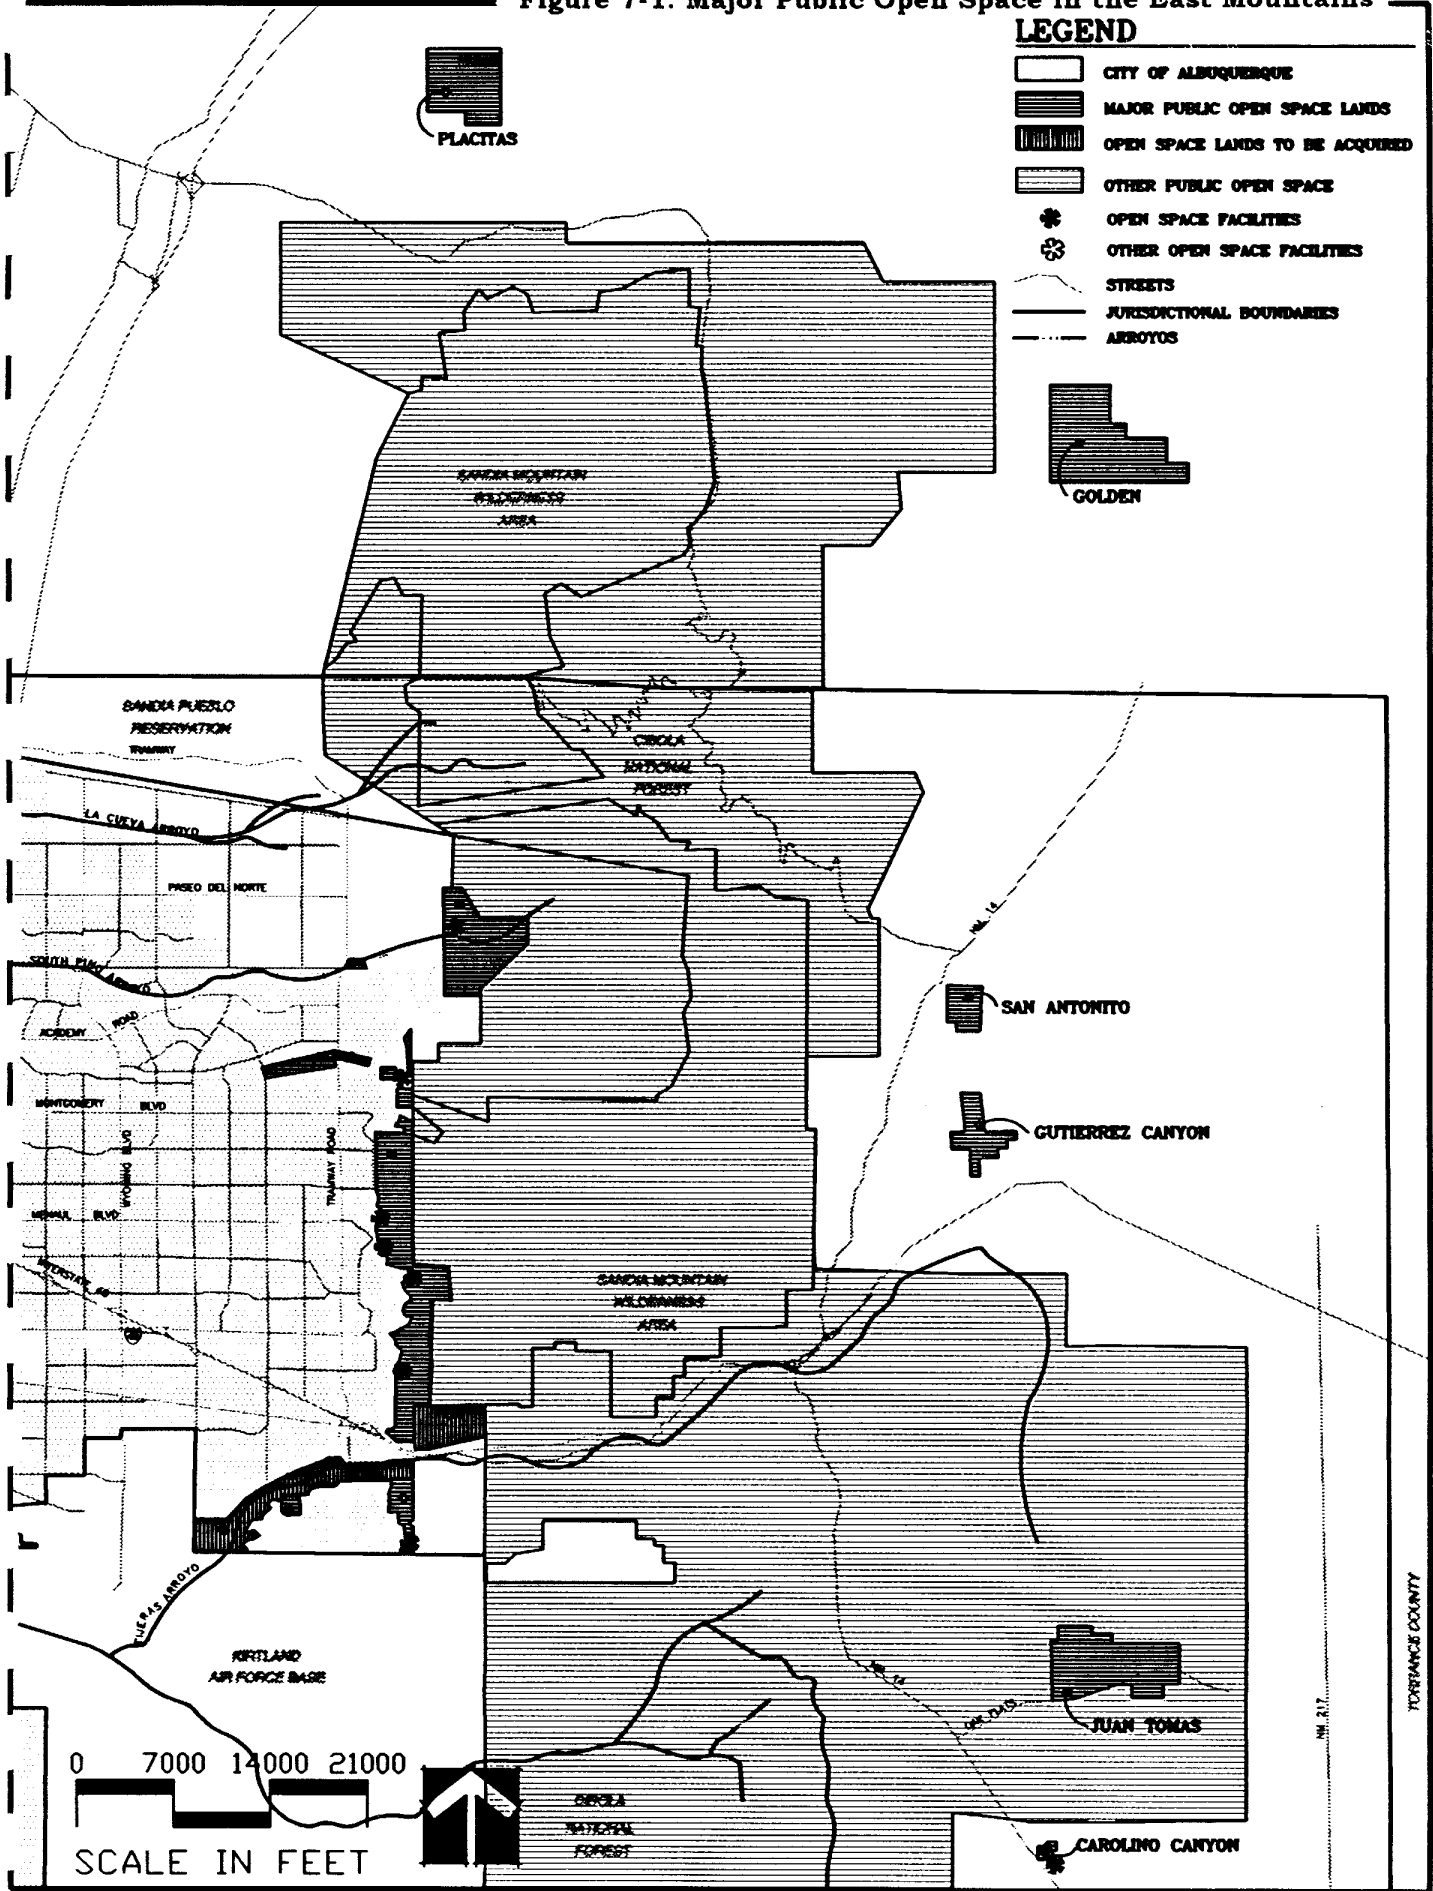 Figure 7-1. Major Public Open Space in the East Mountains
LEGEND
CITY OF ALBUQUERQUE
MAJOR PUBLIC OPEN SPACE LANDS
OPEN SPACE LANDS TO BE ACQUIRED
OTHER PUBLIC OPEN SPACE
OPEN SPACE FACILITIES
OTHER OPEN SPACE FACILITIES
STREETS
JURISDICTIONAL BOUNDARIES
ARROYOS
PLACITAS
GOLDEN
SANDIA MOUNTAIN
WILDERNESS
AREA
SANDIA PUEBLO
RESERVATION
TRAMWAY
CIBOLA
NATIONAL
FOREST
LA CUEVA ARROYO
PASEO DEL NORTE
NM 14
SOUTH PINO ARROYO
SAN ANTONITO
ACADEMY ROAD
MONTGOMERY BLVD
GUTIERREZ CANYON
WYOMING BLVD
TRAMWAY ROAD
MENAUL BLVD
INTERSTATE 40
SANDIA MOUNTAIN
WILDERNESS
AREA
TIJERAS ARROYO
KIRTLAND
AIR FORCE BASE
NM 14
OAK FLATS
JUAN TOMAS
NM 217
TORRANCE COUNTY
0 7000 14000 21000
SCALE IN FEET
CIBOLA
NATIONAL
FOREST
CAROLINO CANYON